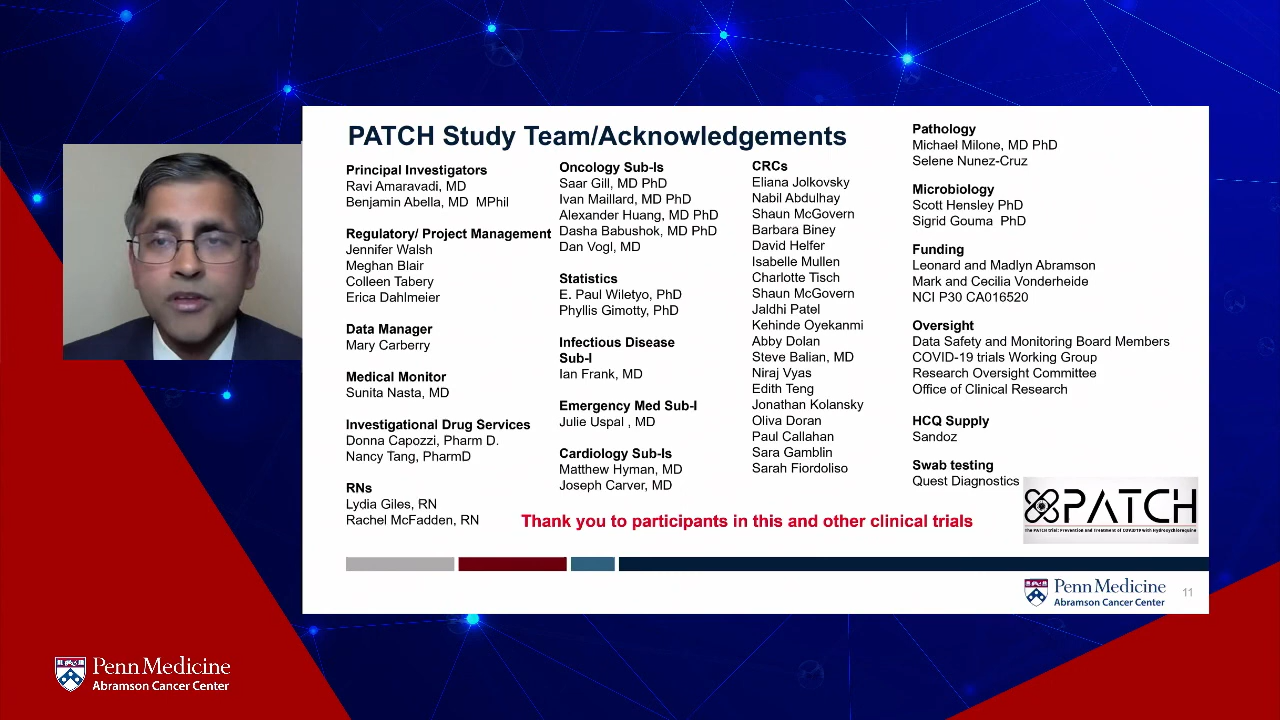 PATCH Study Team/Acknowledgements
Principal Investigators
Ravi Amaravadi, MD
Benjamin Abella, MD MPhil
Regulatory/ Project Management
Jennifer Walsh
Meghan Blair
Colleen Tabery
Erica Dahlmeier
Data Manager
Mary Carberry
Medical Monitor
Sunita Nasta, MD
Investigational Drug Services
Donna Capozzi, Pharm D.
Nancy Tang, PharmD
RNs
Lydia Giles, RN
Rachel McFadden, RN
Oncology Sub-Is
Saar Gill, MD PhD
Ivan Maillard, MD PhD
Alexander Huang, MD PhD
Dasha Babushok, MD PhD
Dan Vogl, MD
Statistics
E. Paul Wiletyo, PhD
Phyllis Gimotty, PhD
Infectious Disease
Sub-I
Ian Frank, MD
Emergency Med Sub-I
Julie Uspal , MD
Cardiology Sub-Is
Matthew Hyman, MD
Joseph Carver, MD
CRCs
Eliana Jolkovsky
Nabil Abdulhay
Shaun McGovern
Barbara Biney
David Helfer
Isabelle Mullen
Charlotte Tisch
Shaun McGovern
Jaldhi Patel
Kehinde Oyekanmi
Abby Dolan
Steve Balian, MD
Niraj Vyas
Edith Teng
Jonathan Kolansky
Oliva Doran
Paul Callahan
Sara Gamblin
Sarah Fiordoliso
Pathology
Michael Milone, MD PhD
Selene Nunez-Cruz
Microbiology
Scott Hensley PhD
Sigrid Gouma PhD
Funding
Leonard and Madlyn Abramson
Mark and Cecilia Vonderheide
NCI P30 CA016520
Oversight
Data Safety and Monitoring Board Members
COVID-19 trials Working Group
Research Oversight Committee
Office of Clinical Research
HCQ Supply
Sandoz
Swab testing
Quest Diagnostics
PATCH
The PATCH trial: Prevention and Treatment of COVID19 with Hydroxychloroquine
Thank you to participants in this and other clinical trials
Penn Medicine
Abramson Cancer Center
11
Penn Medicine
Abramson Cancer Center